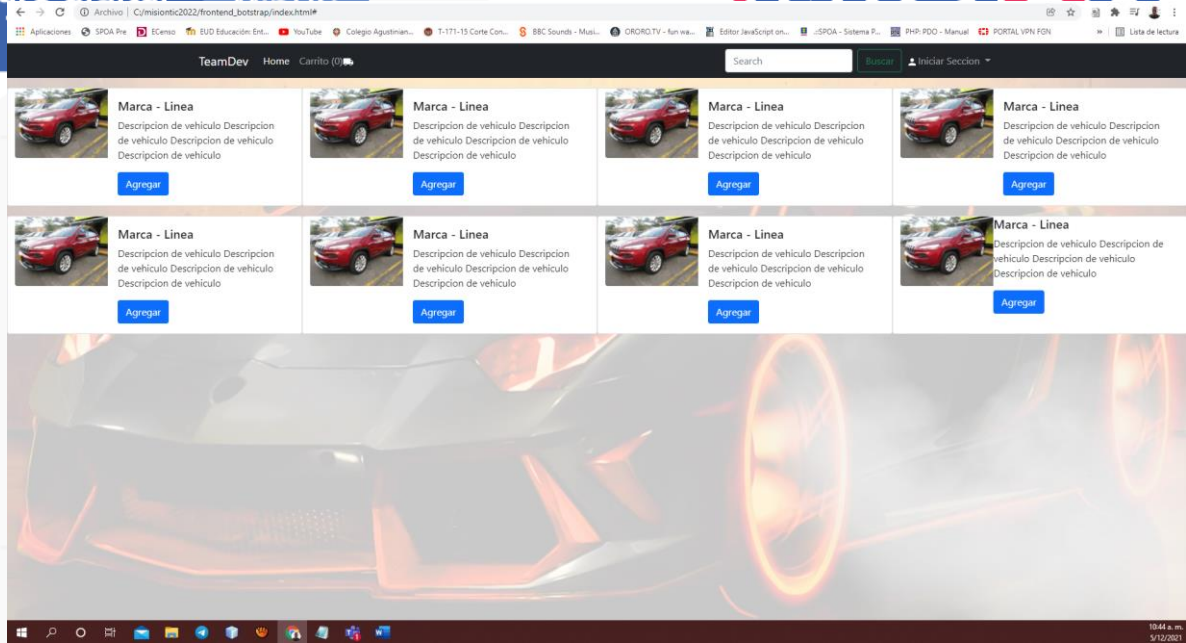 Archivo | C:/misiontic2022/frontend_botstrap/index.html#
Aplicaciones SPOA Pre ECenso EUD Educación: Ent... YouTube Colegio Agustinian... T-171-15 Corte Con... BBC Sounds - Musi... ORORO.TV - fun wa... Editor JavaScript on... .::SPOA - Sistema P... PHP: PDO - Manual PORTAL VPN FGN » Lista de lectura
TeamDev Home Carrito (0) Search Buscar Iniciar Seccion
Marca - Linea
Descripcion de vehiculo Descripcion
de vehiculo Descripcion de vehiculo
Descripcion de vehiculo
Agregar
Marca - Linea
Descripcion de vehiculo Descripcion
de vehiculo Descripcion de vehiculo
Descripcion de vehiculo
Agregar
Marca - Linea
Descripcion de vehiculo Descripcion
de vehiculo Descripcion de vehiculo
Descripcion de vehiculo
Agregar
Marca - Linea
Descripcion de vehiculo Descripcion
de vehiculo Descripcion de vehiculo
Descripcion de vehiculo
Agregar
Marca - Linea
Descripcion de vehiculo Descripcion
de vehiculo Descripcion de vehiculo
Descripcion de vehiculo
Agregar
Marca - Linea
Descripcion de vehiculo Descripcion
de vehiculo Descripcion de vehiculo
Descripcion de vehiculo
Agregar
Marca - Linea
Descripcion de vehiculo Descripcion
de vehiculo Descripcion de vehiculo
Descripcion de vehiculo
Agregar
Marca - Linea
Descripcion de vehiculo Descripcion de
vehiculo Descripcion de vehiculo
Descripcion de vehiculo
Agregar
10:44 a. m.
5/12/2021